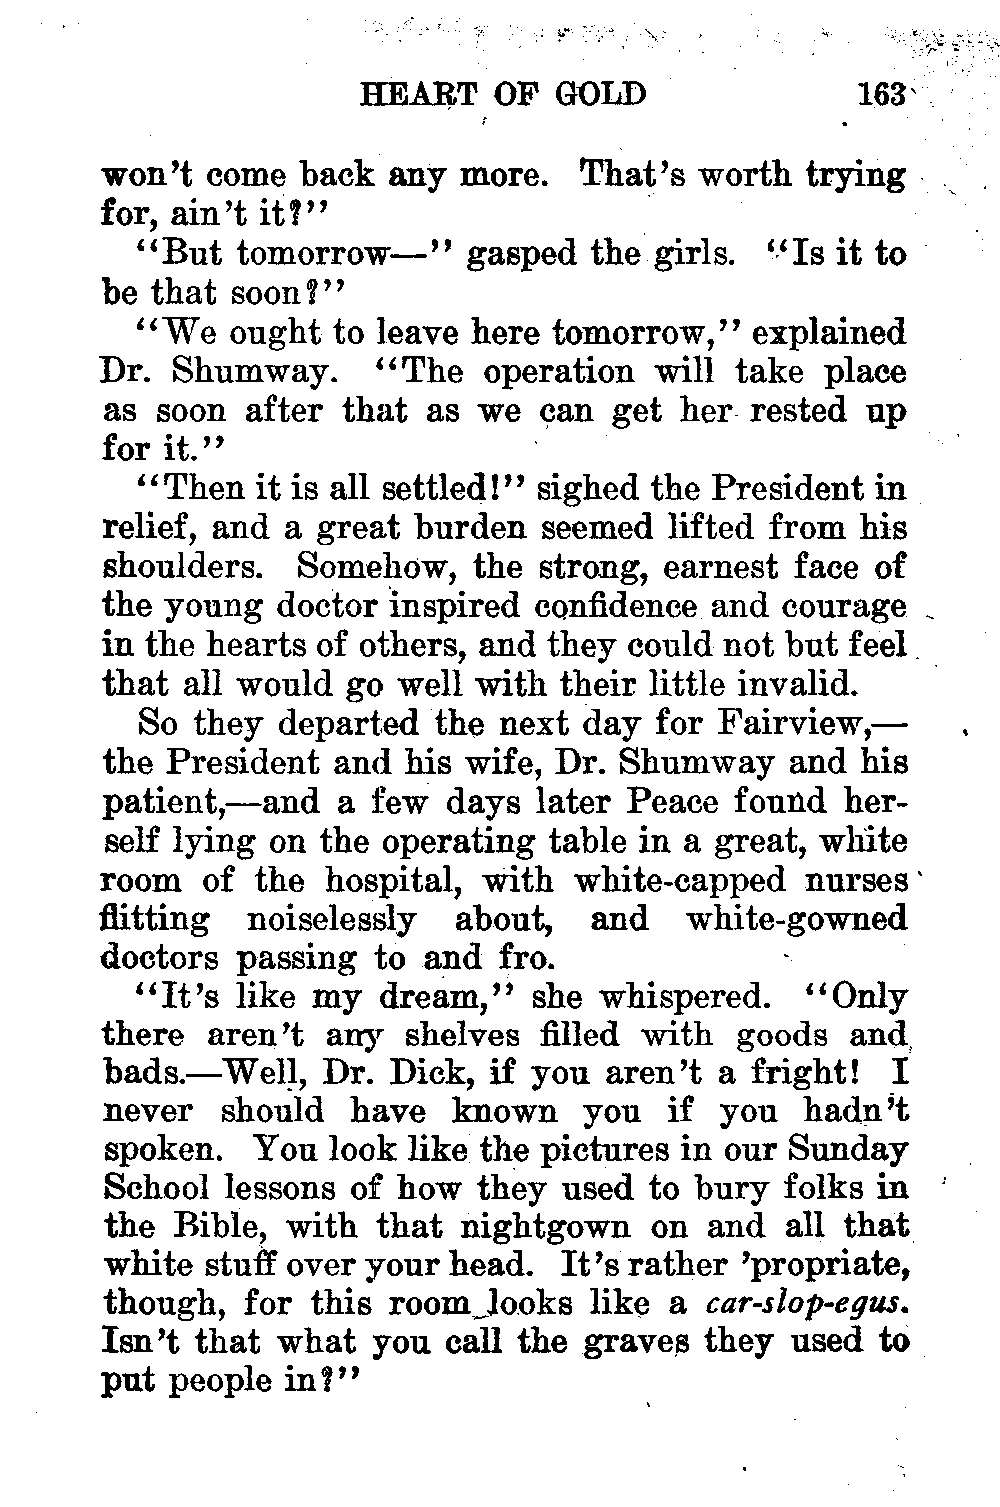 HEART OF GOLD 163
won't come back any more. That's worth trying
for, ain't it?"
"But tomorrow—" gasped the girls. "Is it to
be that soon?"
"We ought to leave here tomorrow," explained
Dr. Shumway. "The operation will take place
as soon after that as we can get her rested up
for it."
"Then it is all settled!" sighed the President in
relief, and a great burden seemed lifted from his
shoulders. Somehow, the strong, earnest face of
the young doctor inspired confidence and courage
in the hearts of others, and they could not but feel
that all would go well with their little invalid.
So they departed the next day for Fairview,—
the President and his wife, Dr. Shumway and his
patient,—and a few days later Peace found her-
self lying on the operating table in a great, white
room of the hospital, with white-capped nurses
flitting noiselessly about, and white-gowned
doctors passing to and fro.
"It's like my dream," she whispered. "Only
there aren't any shelves filled with goods and
bads.—Well, Dr. Dick, if you aren't a fright! I
never should have known you if you hadn't
spoken. You look like the pictures in our Sunday
School lessons of how they used to bury folks in
the Bible, with that nightgown on and all that
white stuff over your head. It's rather 'propriate,
though, for this room looks like a car-slop-egus.
Isn't that what you call the graves they used to
put people in?"